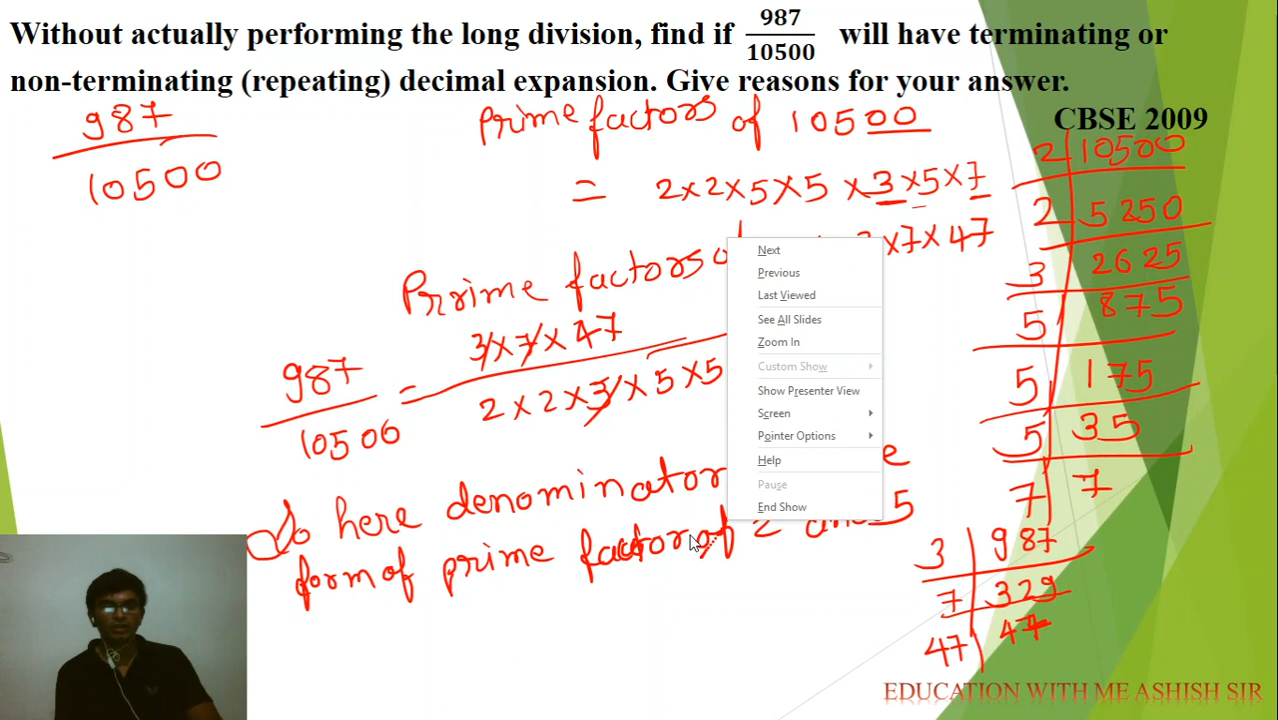 Without actually performing the long division, find if 987/10500 will have terminating or
non-terminating (repeating) decimal expansion. Give reasons for your answer.
CBSE 2009
987/10500
Prime factors of 10500
= 2×2×5×5×3×5×7
Prrime factors
×7×47
987/10500 = 3×7×47
2×2×3×5×5
So here denominator
form of prime factor of 2 and 5
2 | 10500
2 | 5250
3 | 2625
5 | 875
5 | 175
5 | 35
7 | 7
3 | 987
7 | 329
47 | 47
Next
Previous
Last Viewed
See All Slides
Zoom In
Custom Show
Show Presenter View
Screen
Pointer Options
Help
Pause
End Show
EDUCATION WITH ME ASHISH SIR